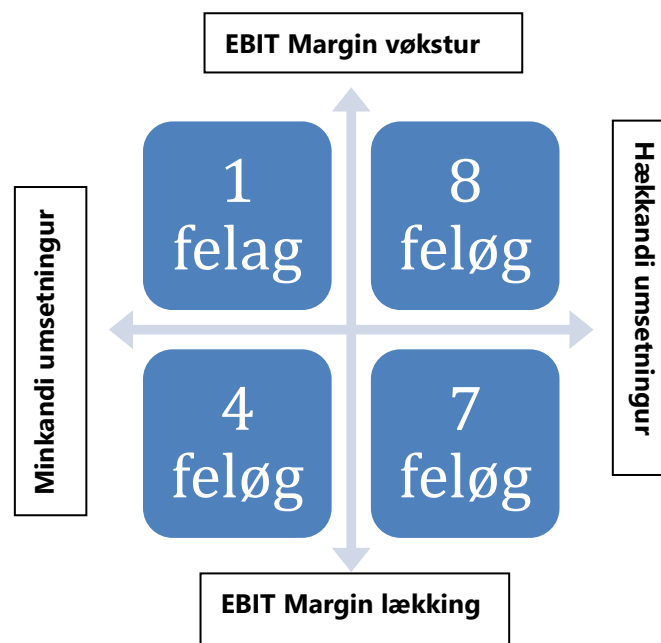 EBIT Margin vøkstur
1
felag
8
feløg
Minkandi umsetningur
Hækkandi umsetningur
4
feløg
7
feløg
EBIT Margin lækking